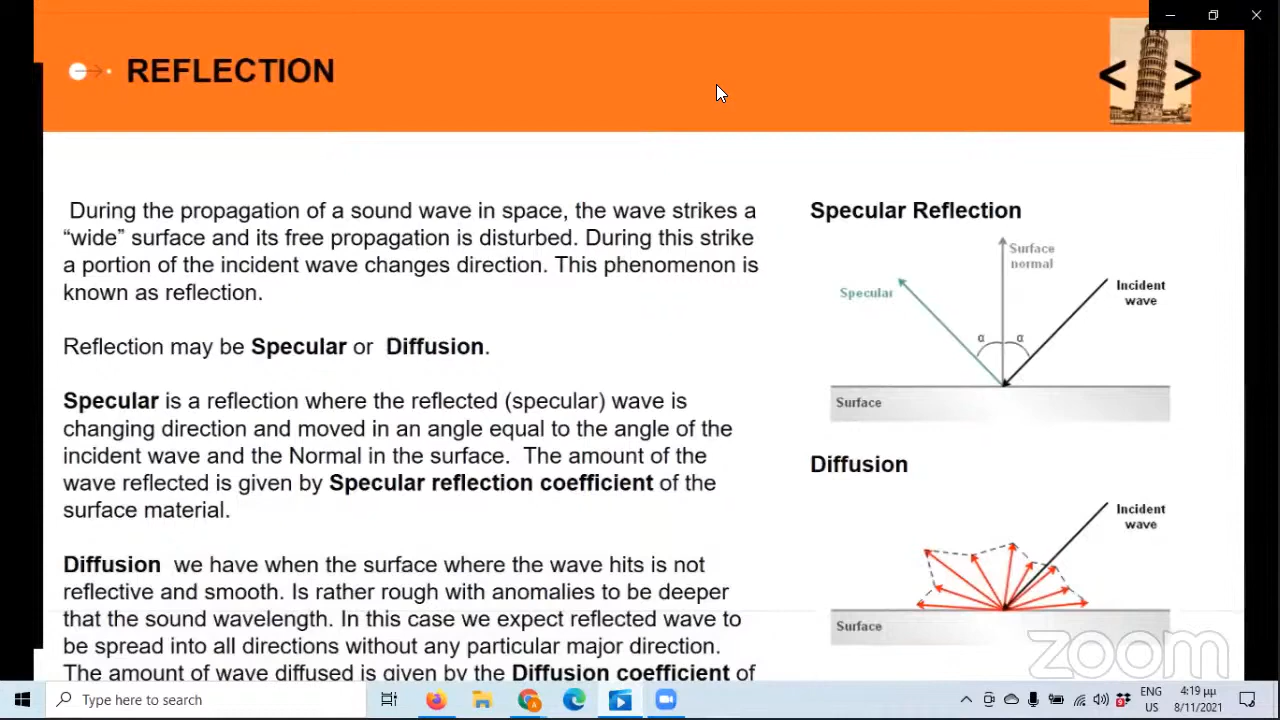 REFLECTION
< >
During the propagation of a sound wave in space, the wave strikes a
“wide” surface and its free propagation is disturbed. During this strike
a portion of the incident wave changes direction. This phenomenon is
known as reflection.
Reflection may be Specular or Diffusion.
Specular is a reflection where the reflected (specular) wave is
changing direction and moved in an angle equal to the angle of the
incident wave and the Normal in the surface. The amount of the
wave reflected is given by Specular reflection coefficient of the
surface material.
Diffusion we have when the surface where the wave hits is not
reflective and smooth. Is rather rough with anomalies to be deeper
that the sound wavelength. In this case we expect reflected wave to
be spread into all directions without any particular major direction.
The amount of wave diffused is given by the Diffusion coefficient of
Specular Reflection
Surface
normal
Specular
Incident
wave
α α
Surface
Diffusion
Incident
wave
Surface
zoom
Type here to search
ENG
US
4:19 μμ
8/11/2021